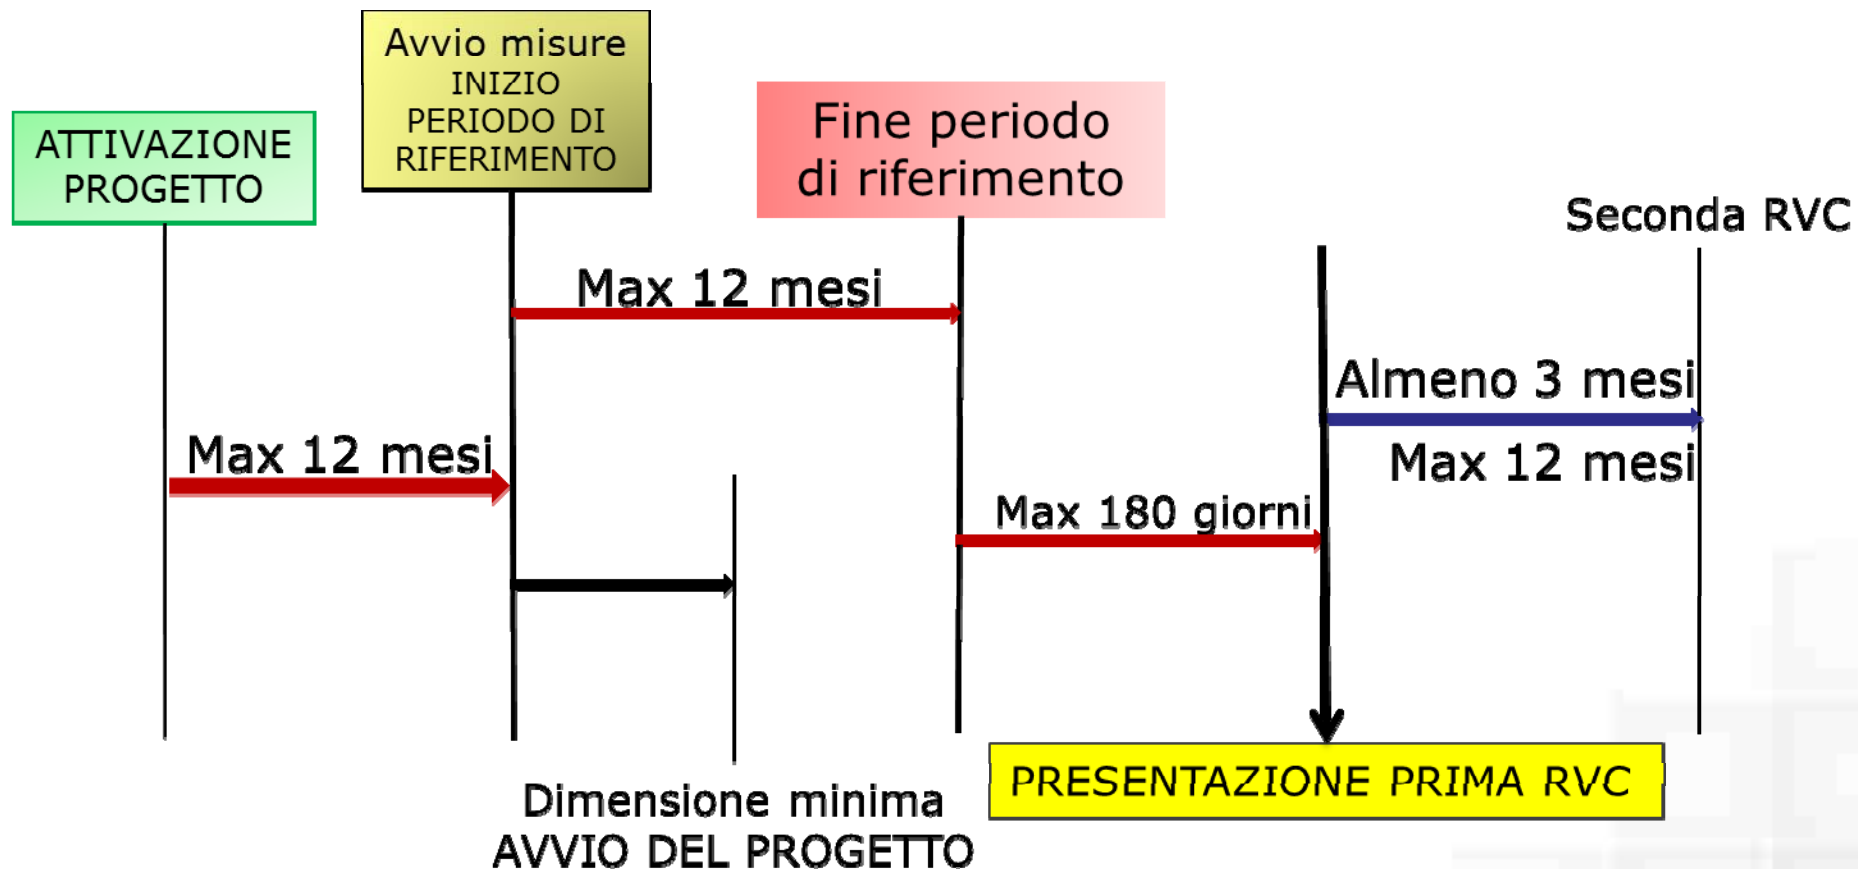 Avvio misure
INIZIO
PERIODO DI
RIFERIMENTO
ATTIVAZIONE
PROGETTO
Fine periodo
di riferimento
Seconda RVC
Max 12 mesi
Almeno 3 mesi
Max 12 mesi
Max 12 mesi
Max 180 giorni
PRESENTAZIONE PRIMA RVC
Dimensione minima
AVVIO DEL PROGETTO